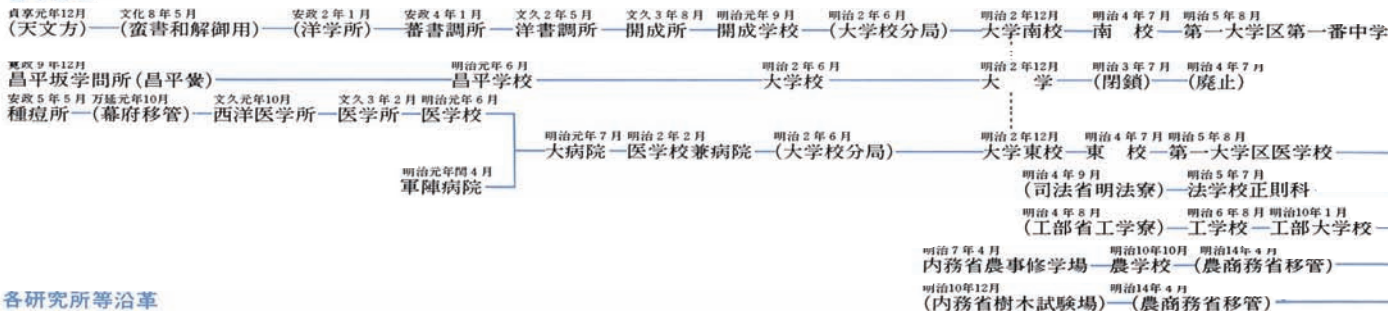 貞享元年12月 文化8年5月 安政2年1月 安政4年1月 文久2年5月 文久3年8月 明治元年9月 明治2年6月 明治2年12月 明治4年7月 明治5年8月
(天文方) (蛮書和解御用) (洋学所) 蕃書調所 洋書調所 開成所 開成学校 (大学校分局) 大学南校 南校 第一大学区第一番中学
寛政9年12月 明治元年6月 明治2年6月 明治2年12月 明治3年7月 明治4年7月
昌平坂学問所(昌平黌) 昌平学校 大学校 大学 (閉鎖) (廃止)
安政5年5月 万延元年10月 文久元年10月 文久3年2月 明治元年6月
種痘所 (幕府移管) 西洋医学所 医学所 医学校
明治元年7月 明治2年2月 明治2年6月 明治2年12月 明治4年7月 明治5年8月
大病院 医学校兼病院 (大学校分局) 大学東校 東校 第一大学区医学校
明治元年閏4月
軍陣病院
明治4年9月 明治5年7月
(司法省明法寮) 法学校正則科
明治4年8月 明治6年8月 明治10年1月
(工部省工学寮) 工学校 工部大学校
明治7年4月 明治10年10月 明治14年4月
内務省農事修学場 農学校 (農商務省移管)
明治10年12月 明治14年4月
(内務省樹木試験場) (農商務省移管)
各研究所等沿革